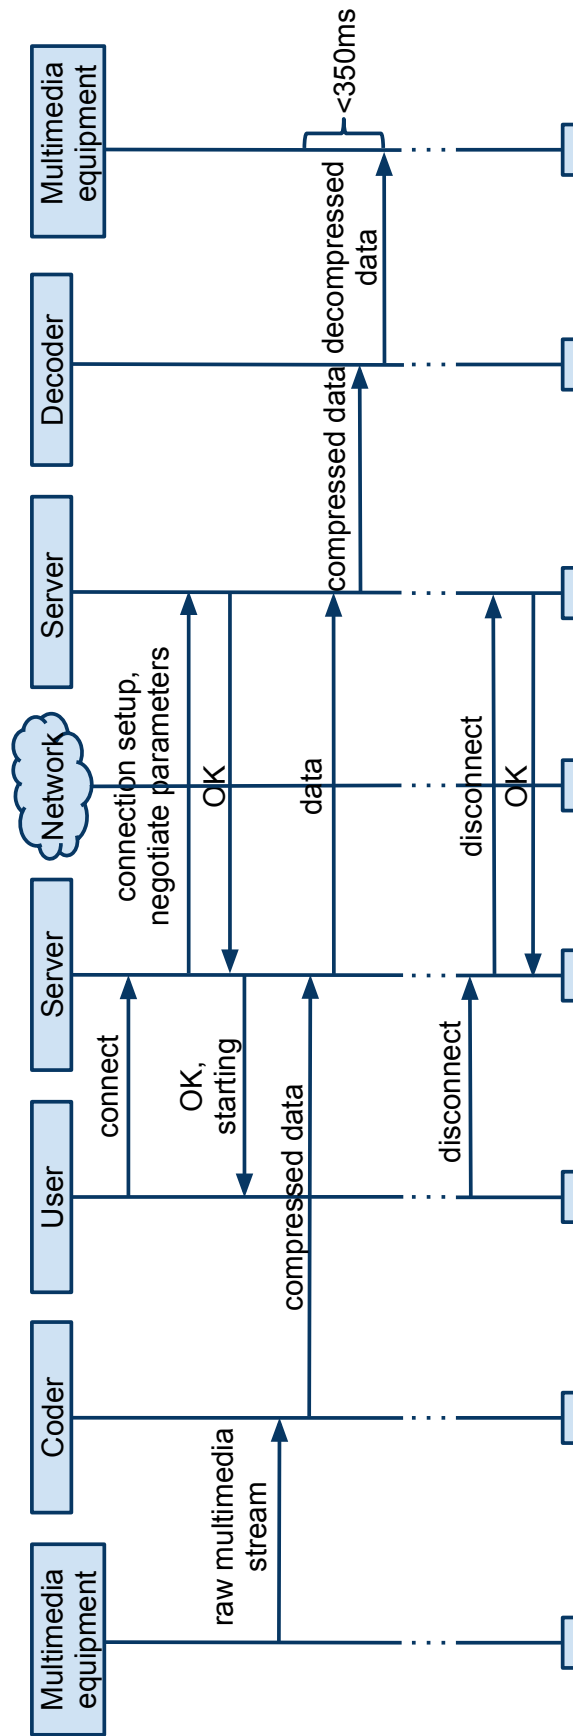 Multimedia
equipment
Coder
User
Server
Network
Server
Decoder
Multimedia
equipment
connect
connection setup,
negotiate parameters
OK
OK,
starting
raw multimedia
stream
compressed data
data
compressed data
decompressed
data
<350ms
disconnect
disconnect
OK